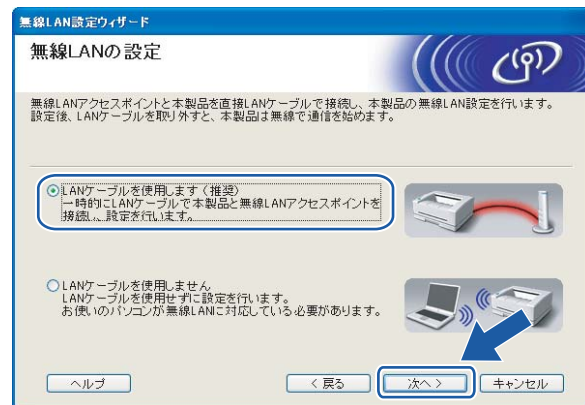 無線LAN設定ウィザード
無線LANの設定
無線LANアクセスポイントと本製品を直接LANケーブルで接続し、本製品の無線LAN設定を行います。
設定後、LANケーブルを取り外すと、本製品は無線で通信を始めます。
LANケーブルを使用します(推奨)
一時的にLANケーブルで本製品と無線LANアクセスポイントを
接続し、設定を行います。
LANケーブルを使用しません
LANケーブルを使用せずに設定を行います。
お使いのパソコンが無線LANに対応している必要があります。
ヘルプ
< 戻る
次へ >
キャンセル